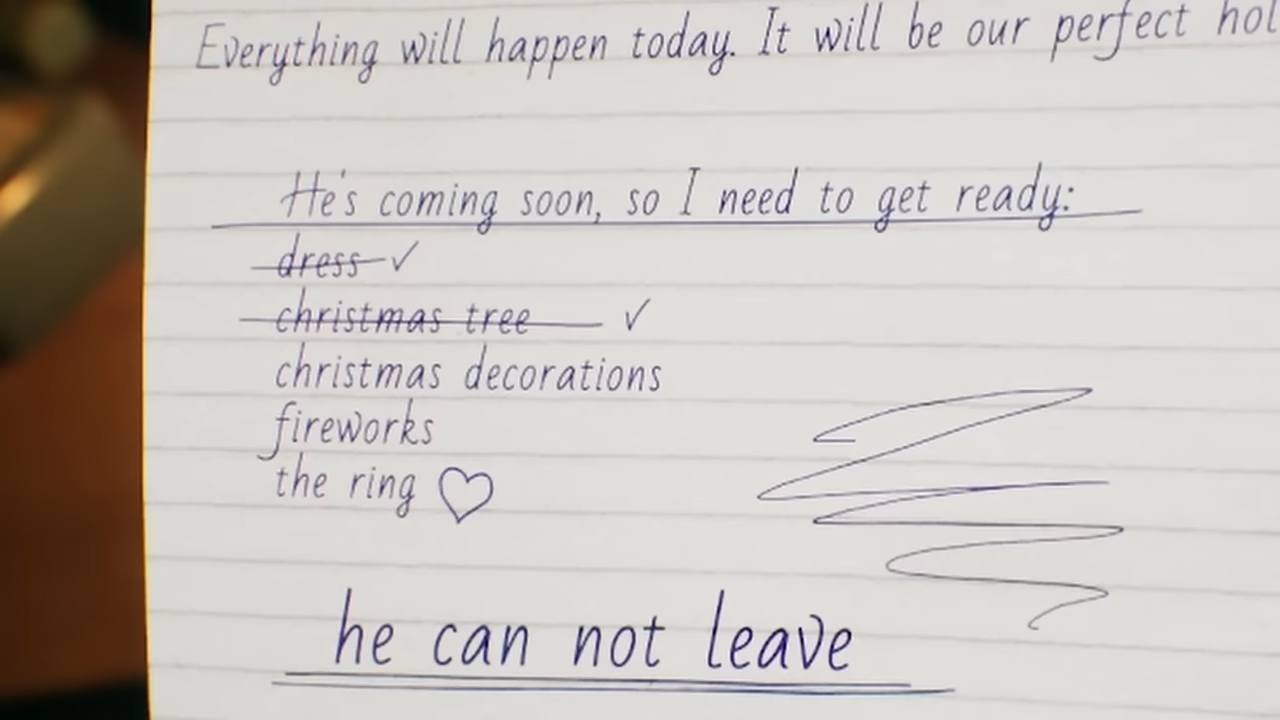 Everything will happen today. It will be our perfect hol
He's coming soon, so I need to get ready:
dress ✓
christmas tree ✓
christmas decorations
fireworks
the ring ♡
he can not leave